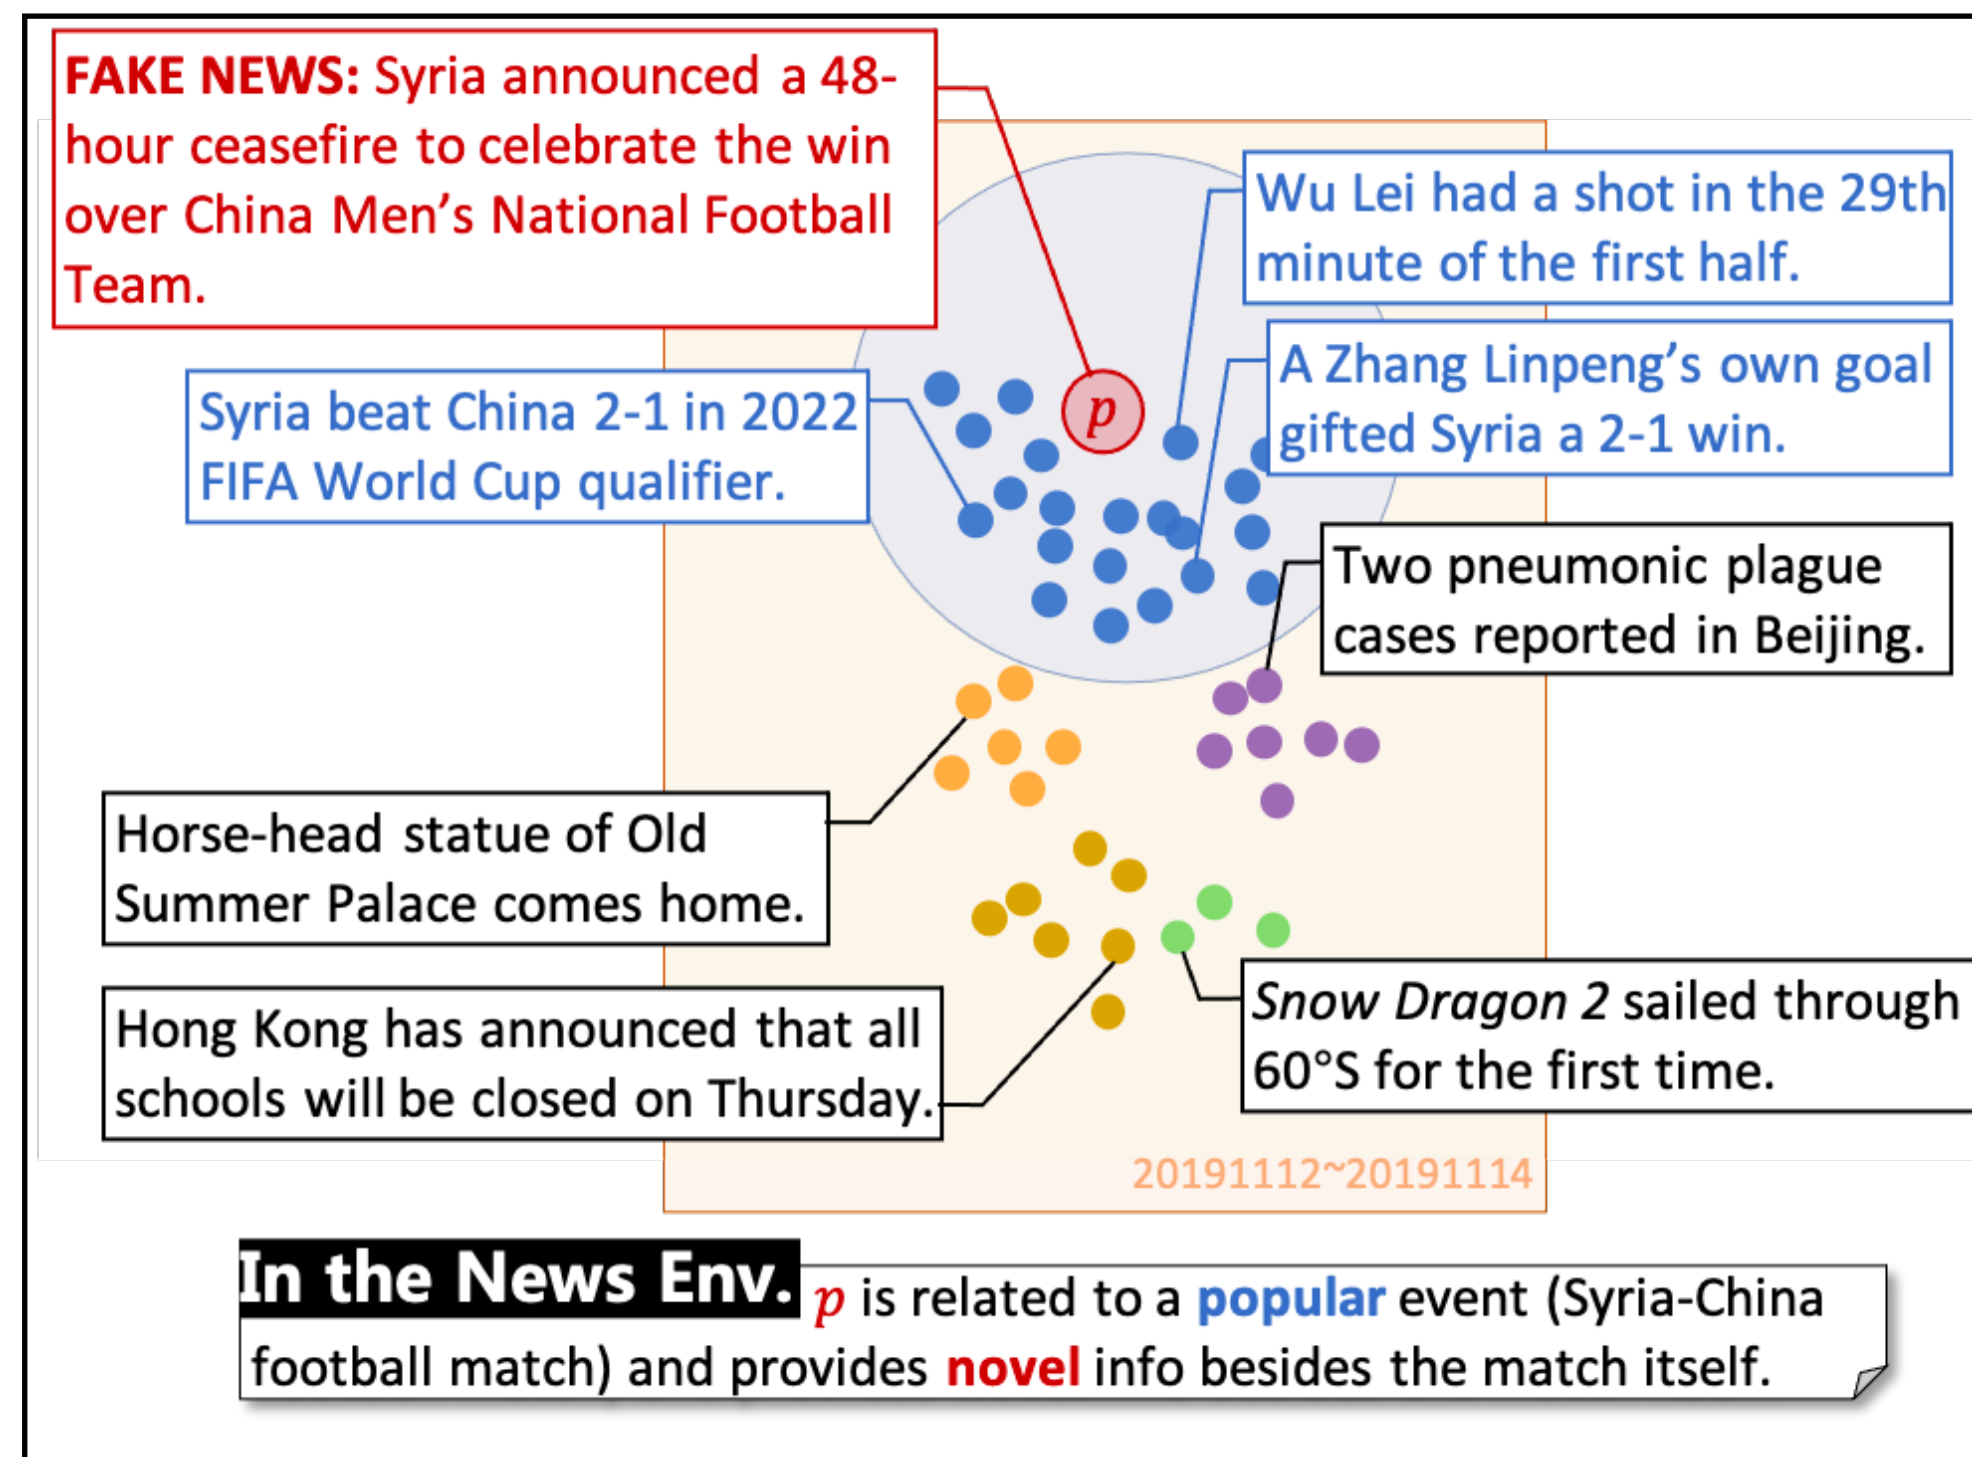 FAKE NEWS: Syria announced a 48-
hour ceasefire to celebrate the win
over China Men's National Football
Team.
Wu Lei had a shot in the 29th
minute of the first half.
A Zhang Linpeng's own goal
gifted Syria a 2-1 win.
Syria beat China 2-1 in 2022
FIFA World Cup qualifier.
p
Two pneumonic plague
cases reported in Beijing.
Horse-head statue of Old
Summer Palace comes home.
Hong Kong has announced that all
schools will be closed on Thursday.
Snow Dragon 2 sailed through
60°S for the first time.
20191112~20191114
In the News Env. p is related to a popular event (Syria-China
football match) and provides novel info besides the match itself.